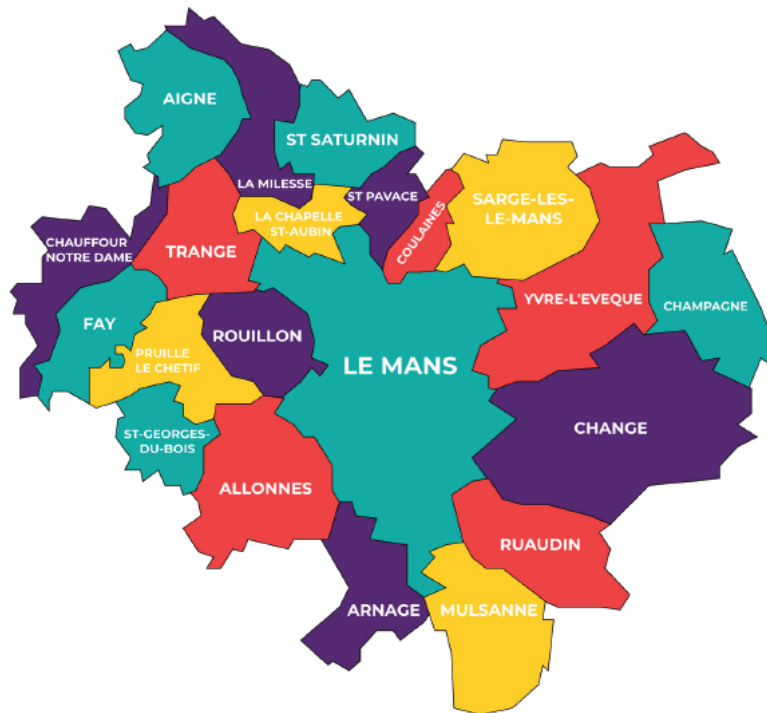 AIGNE
ST SATURNIN
LA MILESSE
ST PAVACE
LA CHAPELLE
ST-AUBIN
COULAINES
SARGE-LES-
LE-MANS
CHAUFFOUR
NOTRE DAME
TRANGE
YVRE-L'EVEQUE
CHAMPAGNE
FAY
ROUILLON
PRUILLE
LE CHETIF
LE MANS
ST-GEORGES-
DU-BOIS
CHANGE
ALLONNES
RUAUDIN
ARNAGE
MULSANNE